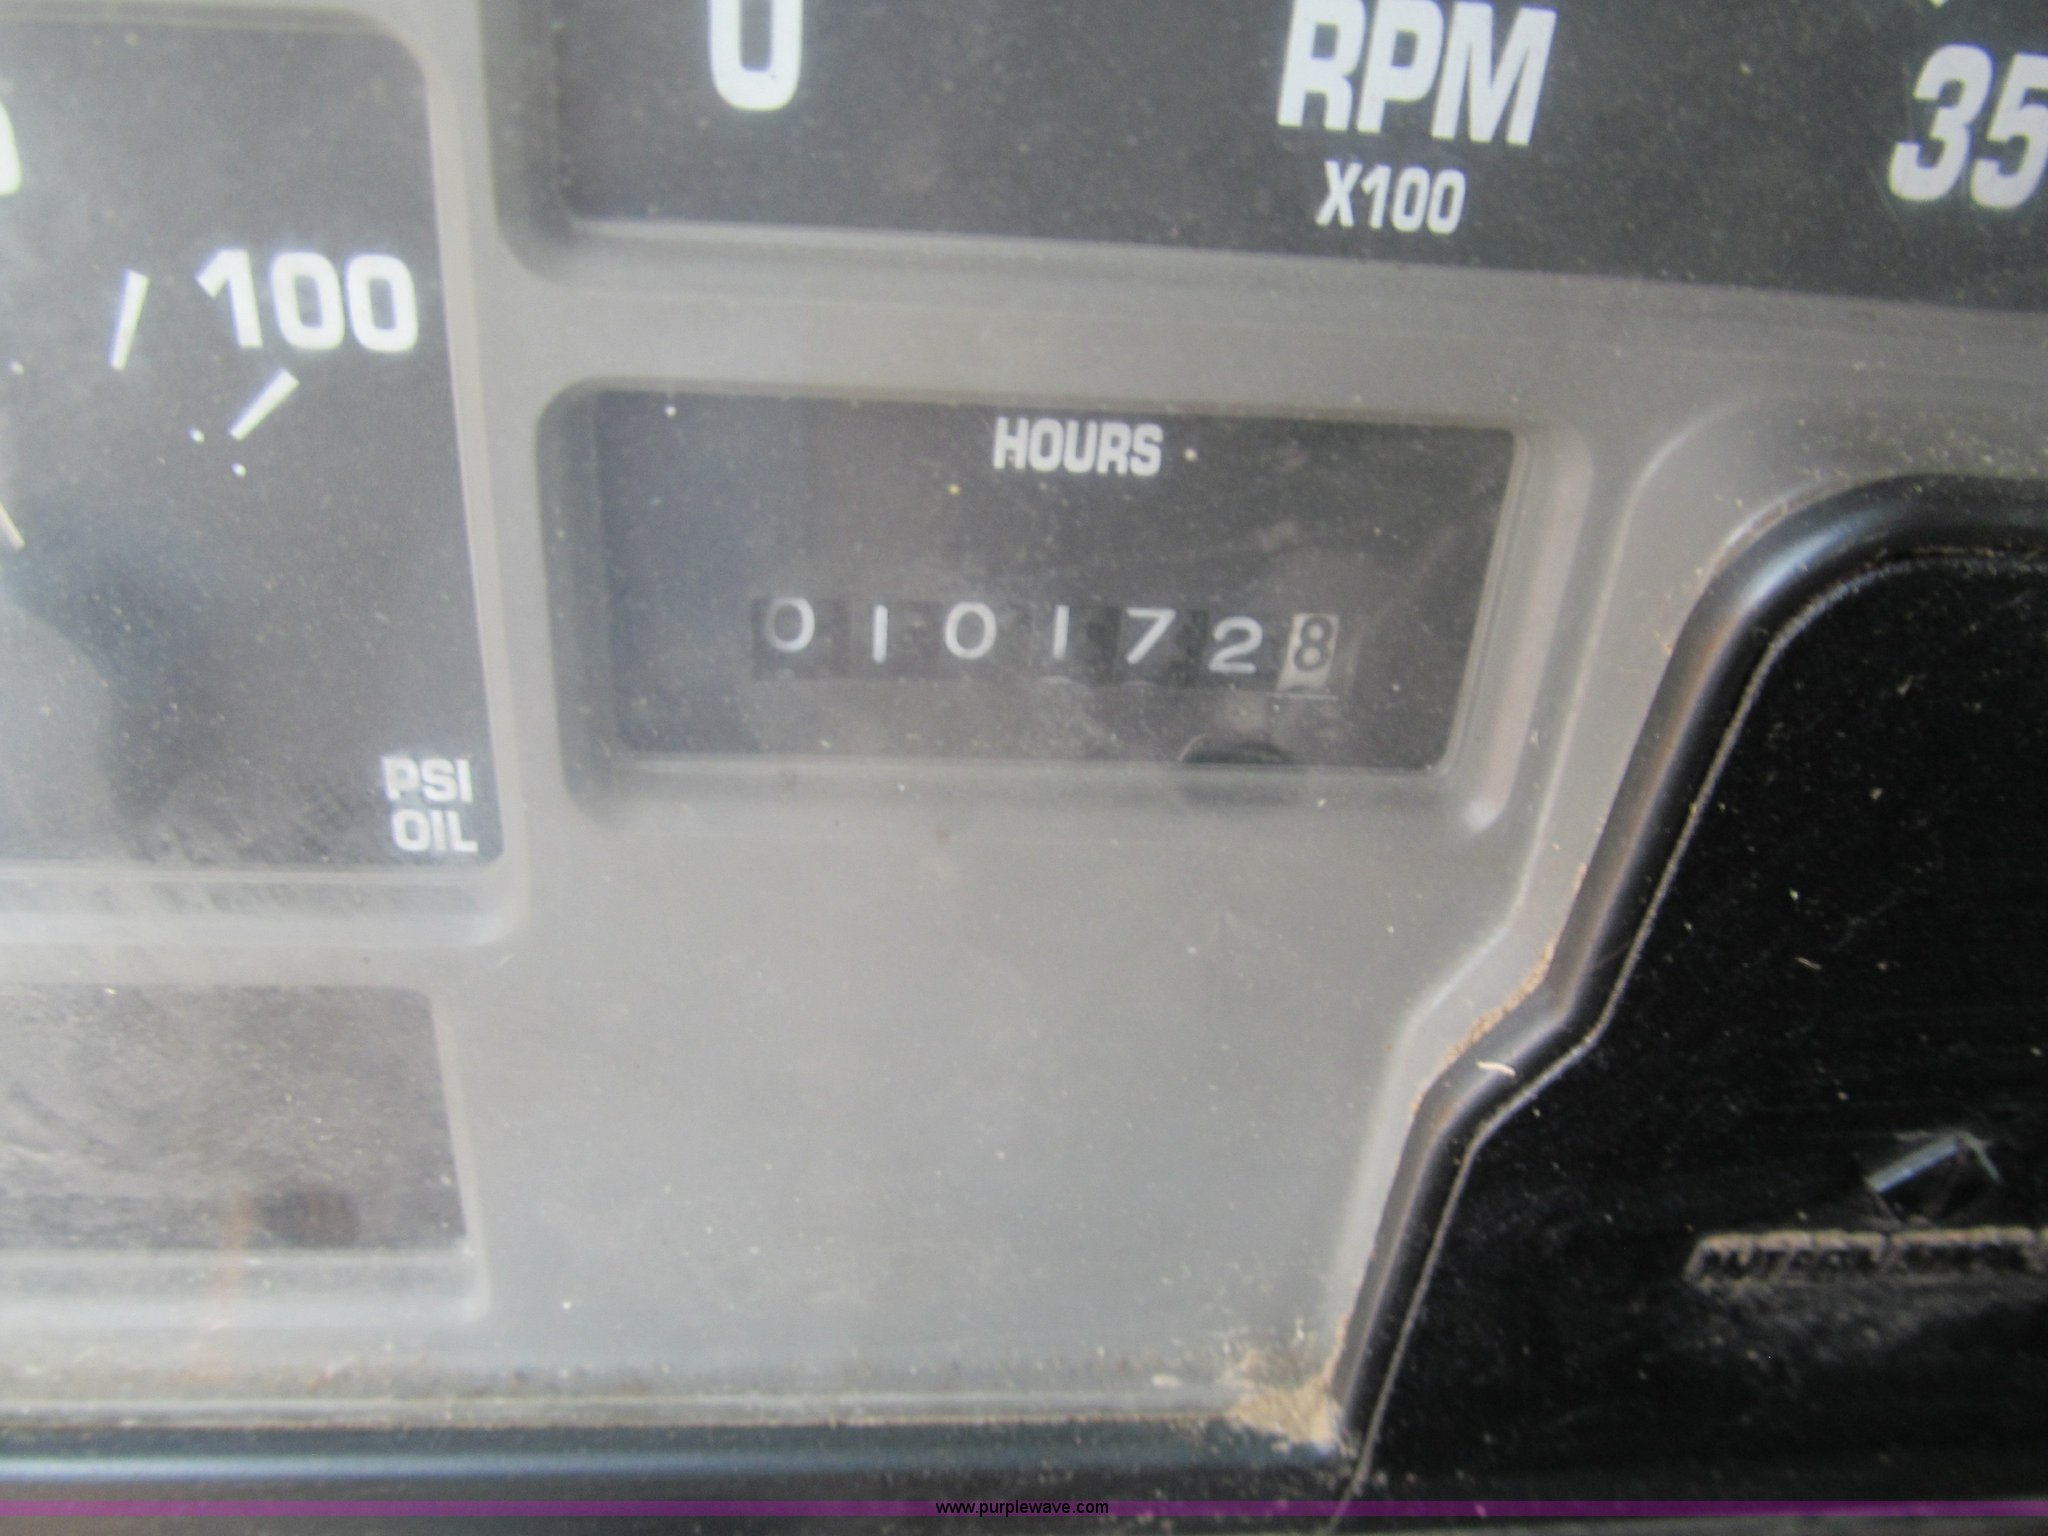 0
RPM
X100
35
100
HOURS
0101728
PSI
OIL
www.purplewave.com